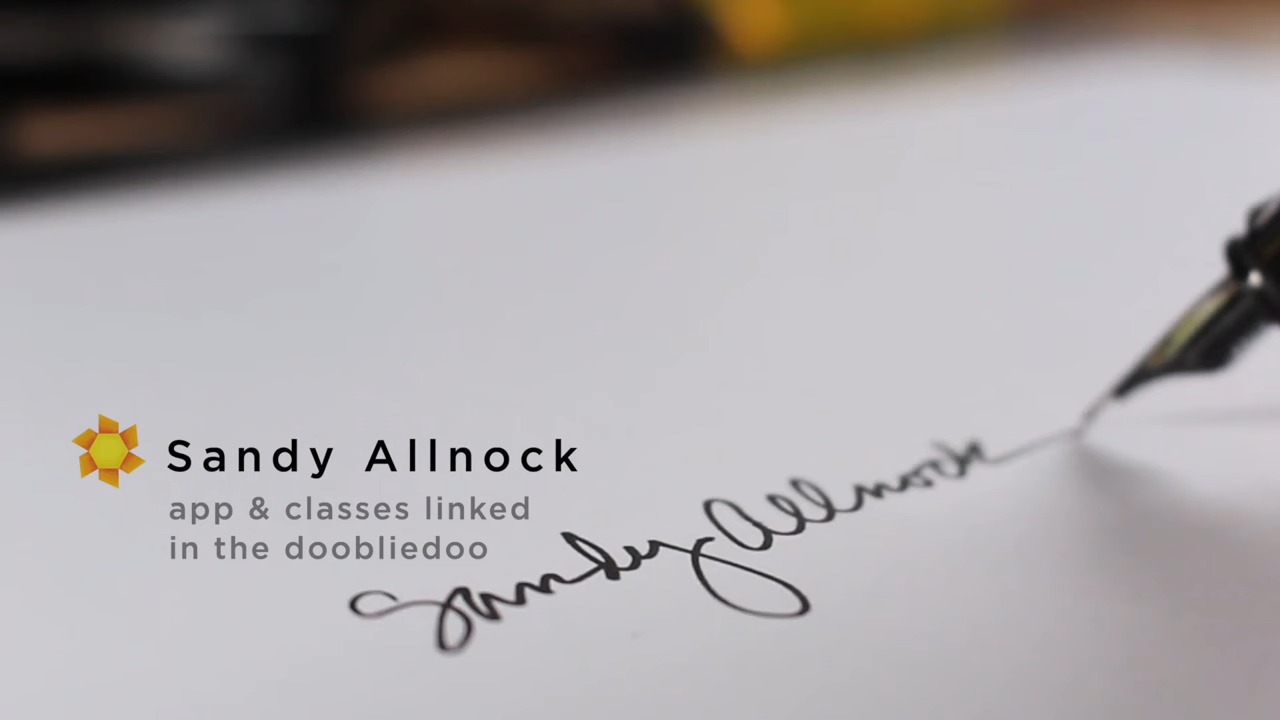 Sandy Allnock
app & classes linked
in the doobliedoo
Sandy Allnock